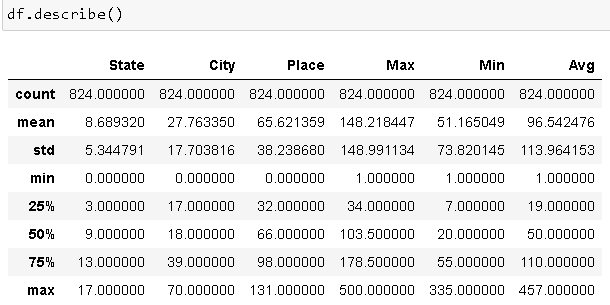 df.describe()
State City Place Max Min Avg
count 824.000000 824.000000 824.000000 824.000000 824.000000 824.000000
mean 8.689320 27.763350 65.621359 148.218447 51.165049 96.542476
std 5.344791 17.703816 38.238680 148.991134 73.820145 113.964153
min 0.000000 0.000000 0.000000 1.000000 1.000000 1.000000
25% 3.000000 17.000000 32.000000 34.000000 7.000000 19.000000
50% 9.000000 18.000000 66.000000 103.500000 20.000000 50.000000
75% 13.000000 39.000000 98.000000 178.500000 55.000000 110.000000
max 17.000000 70.000000 131.000000 500.000000 335.000000 457.000000